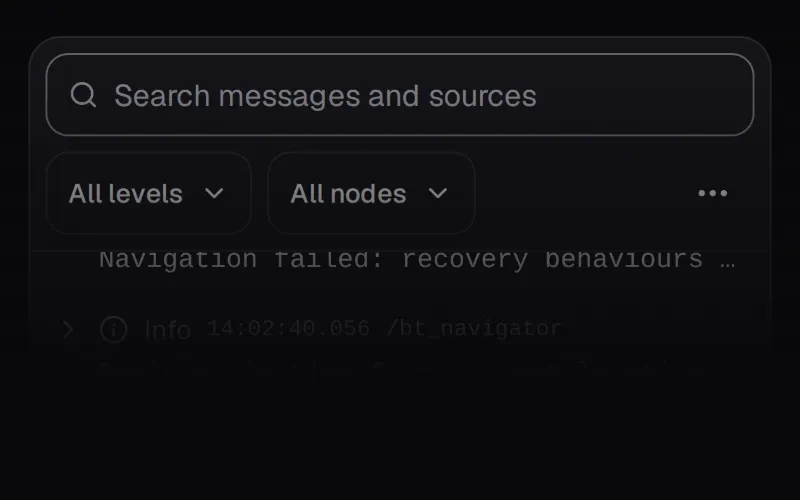 Search messages and sources
All levels
All nodes
Navigation failed: recovery behaviours …
Info 14:02:40.056 /bt_navigator